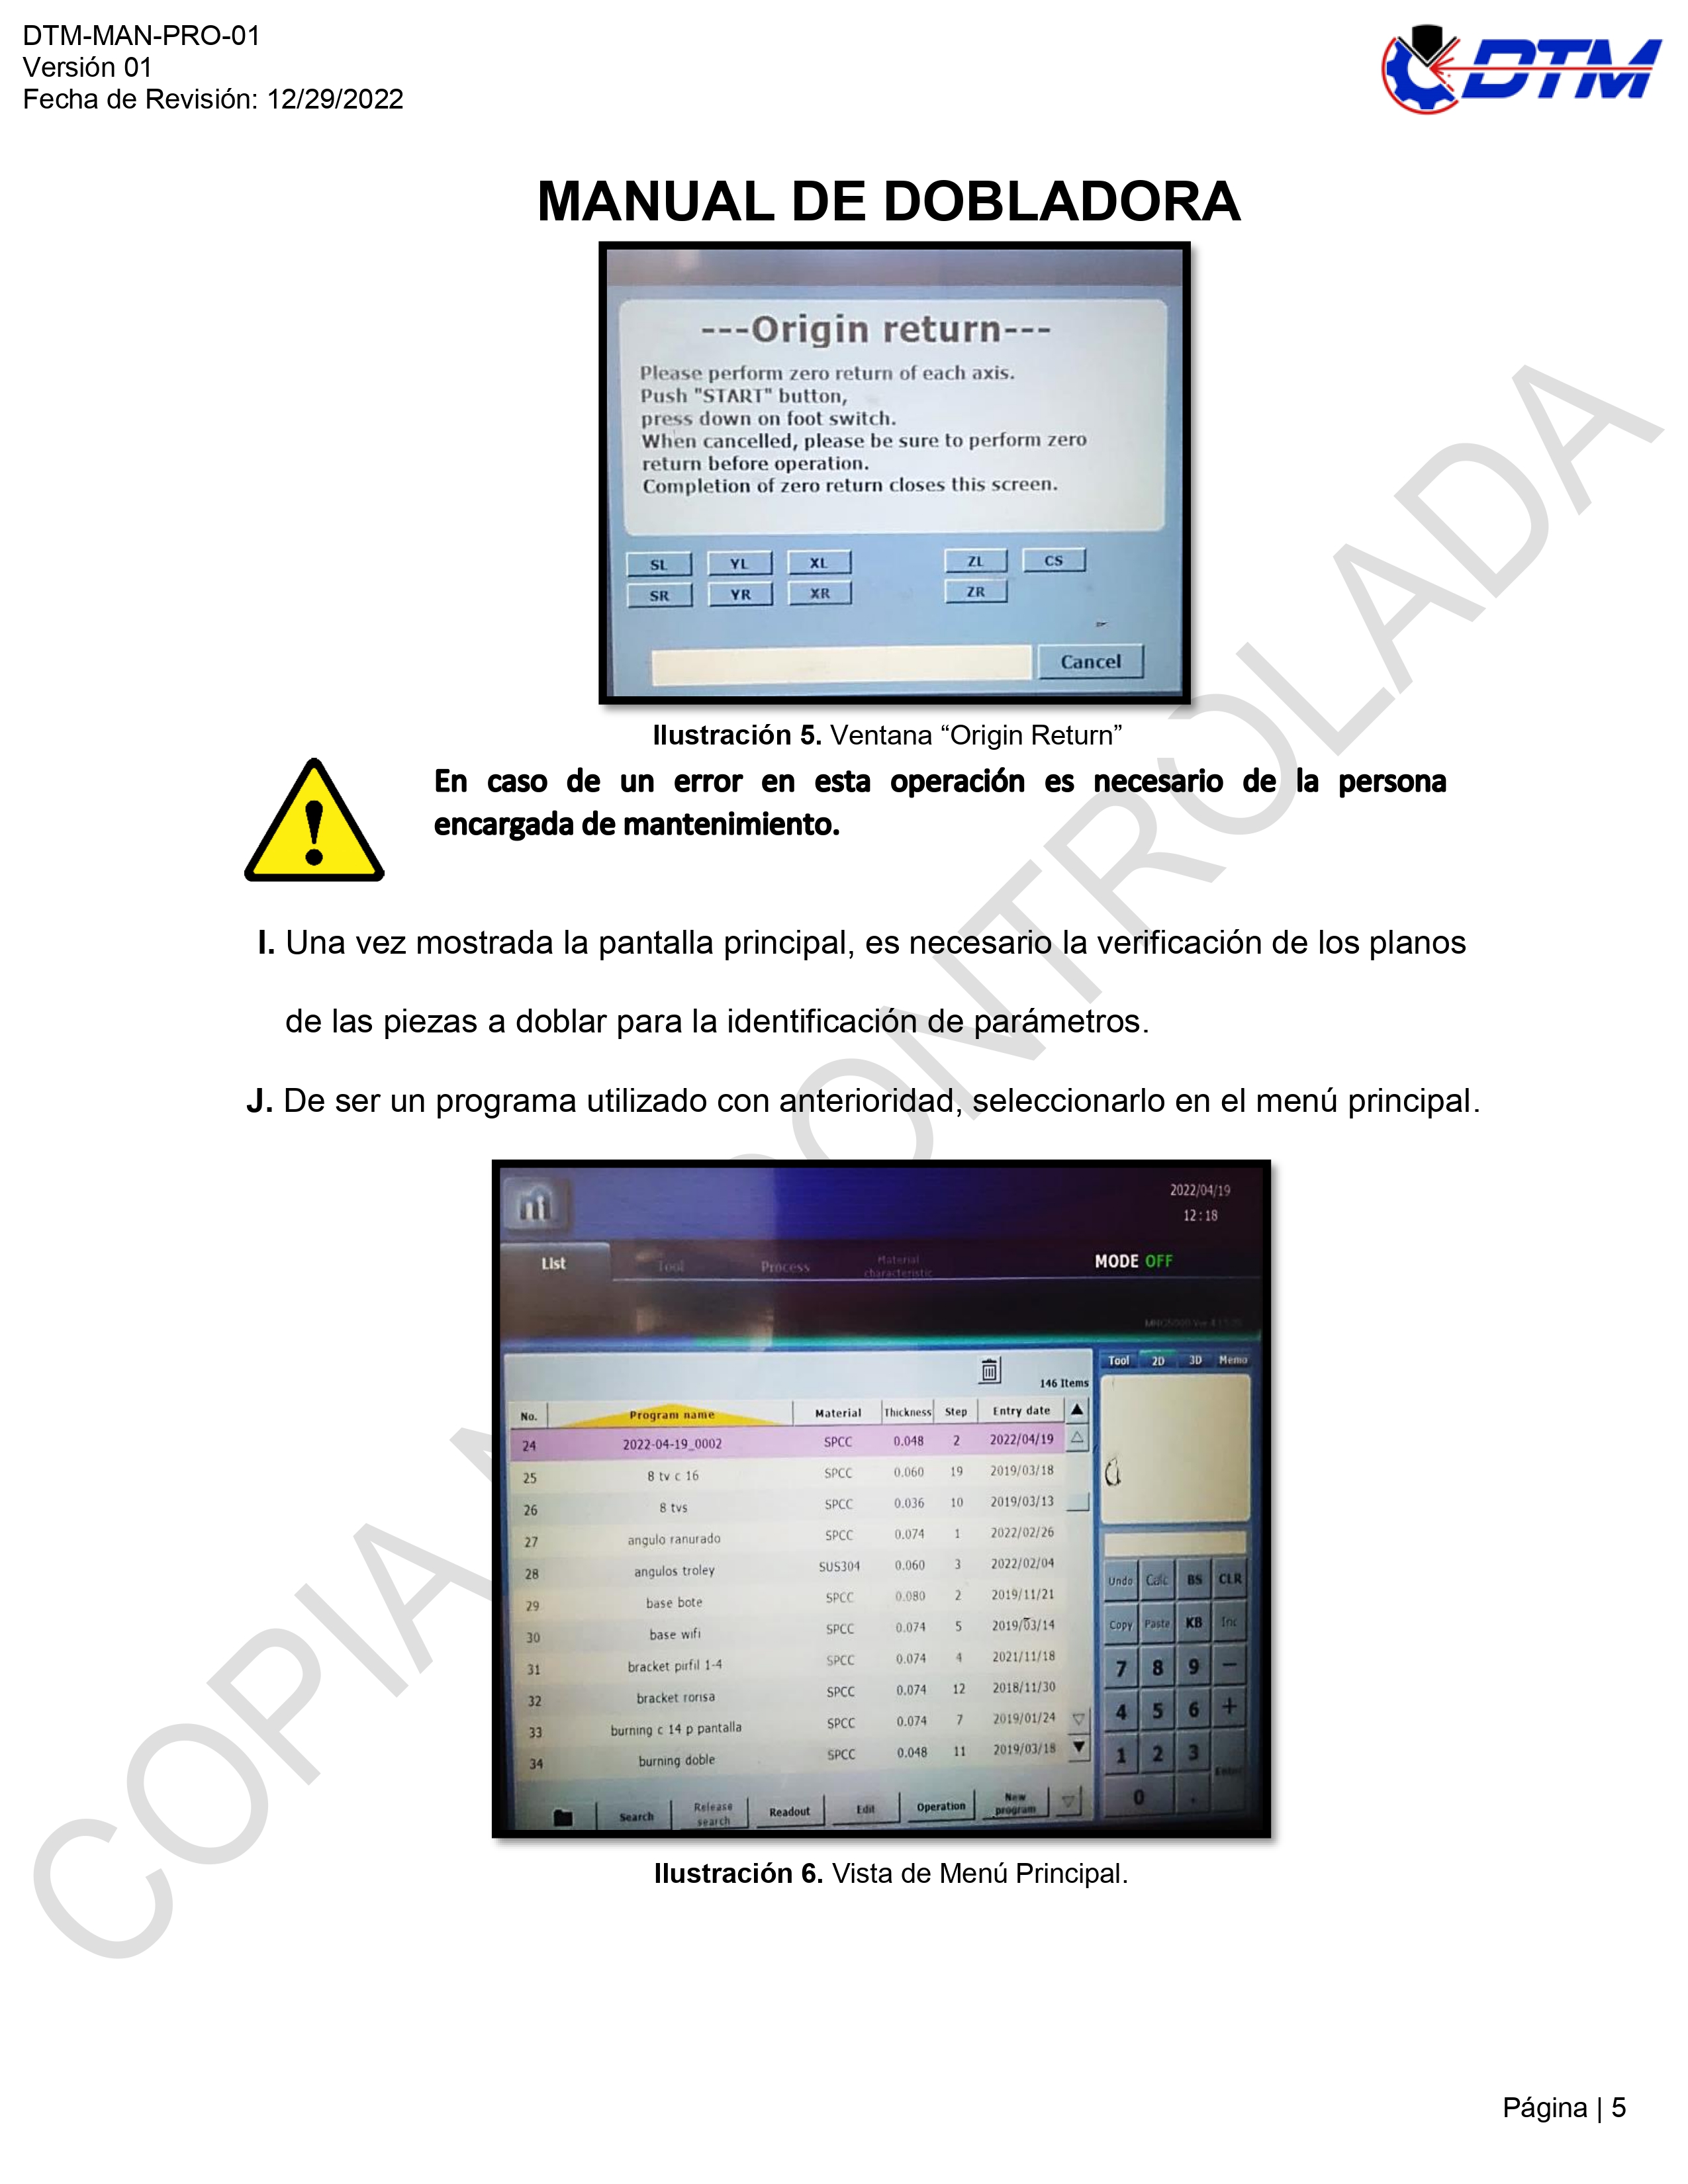 DTM-MAN-PRO-01
Versión 01
Fecha de Revisión: 12/29/2022
DTM
MANUAL DE DOBLADORA
---Origin return---
Please perform zero return of each axis.
Push "START" button,
press down on foot switch.
When cancelled, please be sure to perform zero
return before operation.
Completion of zero return closes this screen.
SL YL XL ZL CS
SR YR XR ZR
Cancel
Ilustración 5. Ventana “Origin Return”
En caso de un error en esta operación es necesario de la persona
encargada de mantenimiento.
I. Una vez mostrada la pantalla principal, es necesario la verificación de los planos
de las piezas a doblar para la identificación de parámetros.
J. De ser un programa utilizado con anterioridad, seleccionarlo en el menú principal.
2022/04/19
12:18
List Tool Process Material
characteristic
MODE OFF
Tool 2D 3D Memo
146 Items
No. Program name Material Thickness Step Entry date
24 2022-04-19_0002 SPCC 0.048 2 2022/04/19
25 8 tv c 16 SPCC 0.060 19 2019/03/18
26 8 tvs SPCC 0.036 10 2019/03/13
27 angulo ranurado SPCC 0.074 1 2022/02/26
28 angulos troley SUS304 0.060 3 2022/02/04
29 base bote SPCC 0.080 2 2019/11/21
30 base wifi SPCC 0.074 5 2019/03/14
31 bracket pirfil 1-4 SPCC 0.074 4 2021/11/18
32 bracket ronsa SPCC 0.074 12 2018/11/30
33 burning c 14 p pantalla SPCC 0.074 7 2019/01/24
34 burning doble SPCC 0.048 11 2019/03/18
Undo Calc BS CLR
Copy Paste KB Inc
7 8 9 −
4 5 6 +
1 2 3 Enter
0 .
Search Release
search
Readout Edit Operation New
program
Ilustración 6. Vista de Menú Principal.
Página | 5